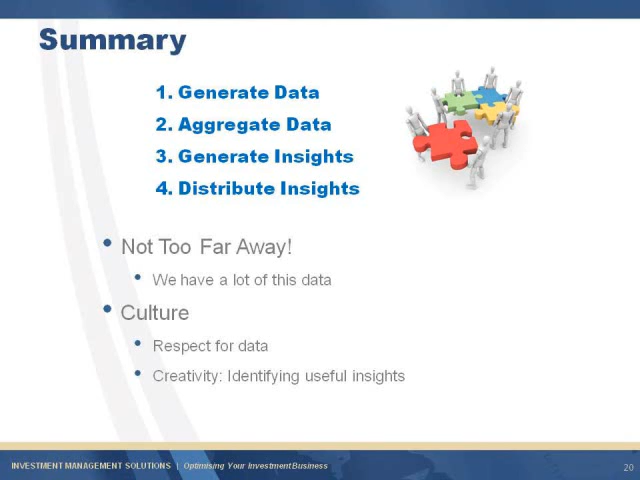 Summary
1. Generate Data
2. Aggregate Data
3. Generate Insights
4. Distribute Insights
• Not Too Far Away!
• We have a lot of this data
• Culture
• Respect for data
• Creativity: Identifying useful insights
INVESTMENT MANAGEMENT SOLUTIONS | Optimising Your Investment Business
20